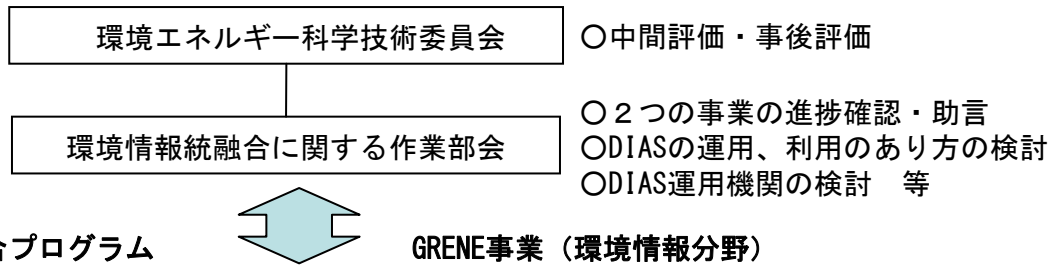 環境エネルギー科学技術委員会
○中間評価・事後評価
環境情報統融合に関する作業部会
○２つの事業の進捗確認・助言
○DIASの運用、利用のあり方の検討
○DIAS運用機関の検討　等
合プログラム
GRENE事業（環境情報分野）